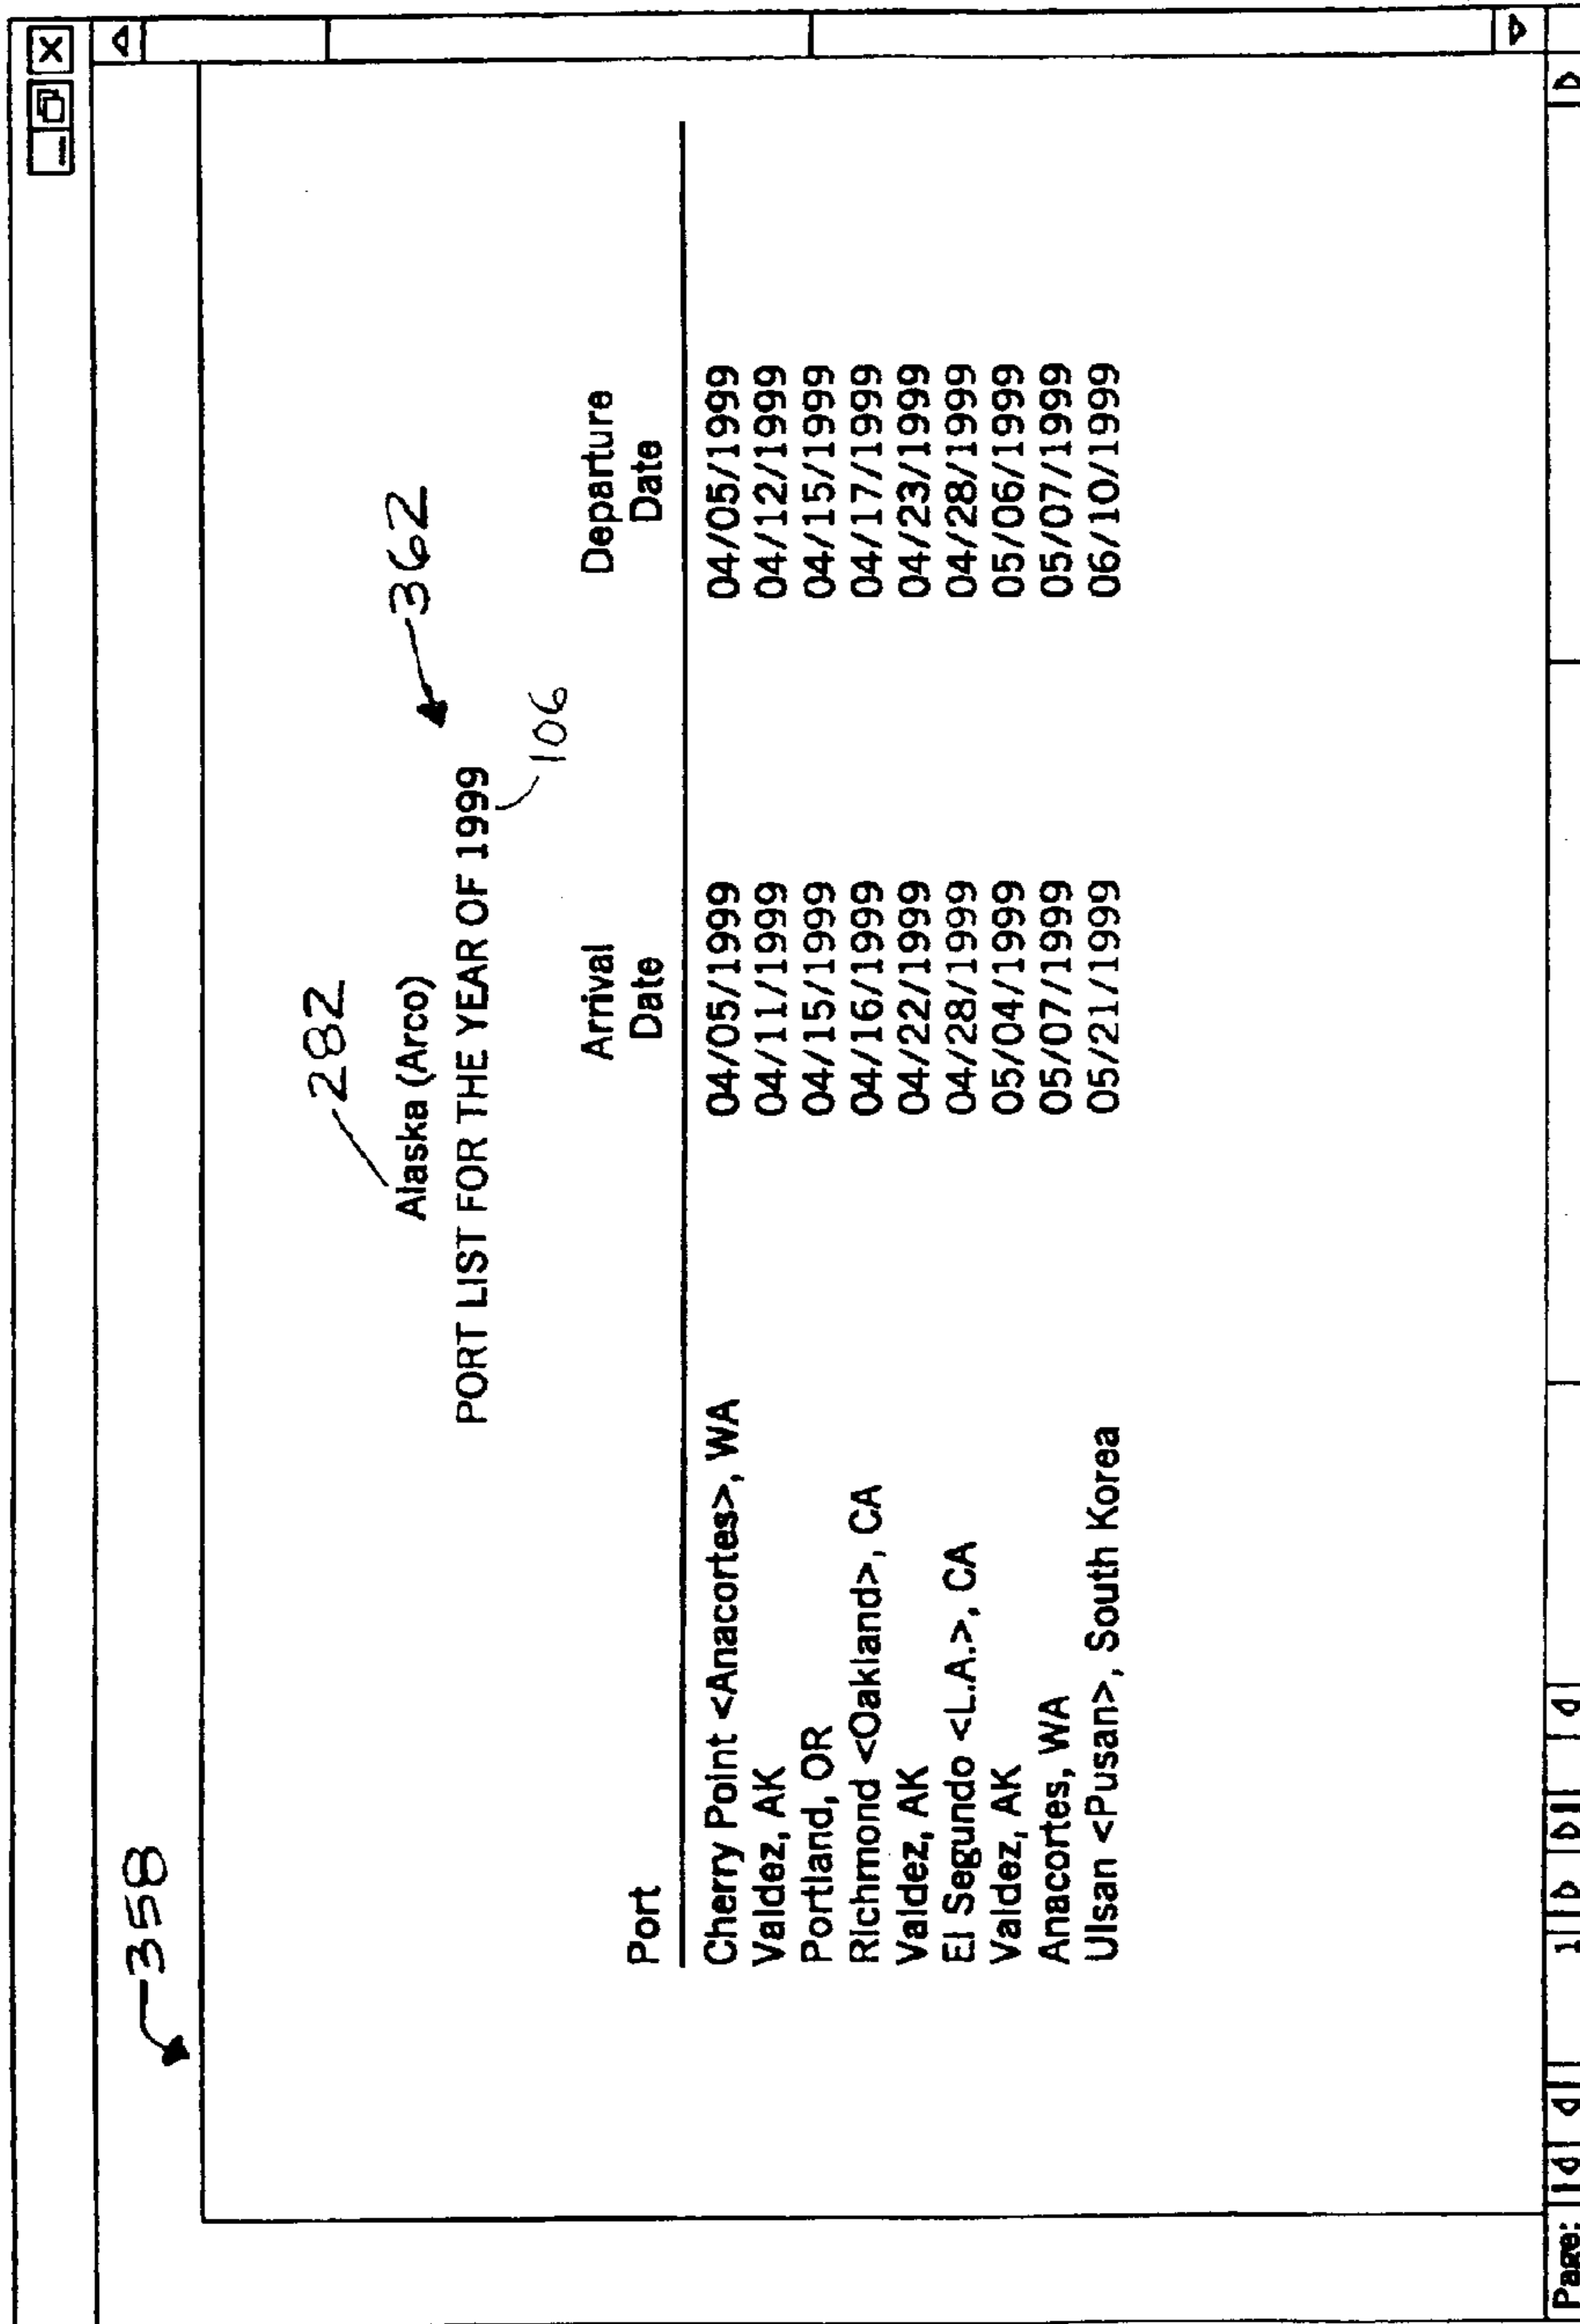 358
282
Alaska (Arco)
362
PORT LIST FOR THE YEAR OF 1999
106
Port Arrival Date Departure Date
Cherry Point <Anacortes>, WA 04/05/1999 04/05/1999
Valdez, AK 04/11/1999 04/12/1999
Portland, OR 04/15/1999 04/15/1999
Richmond <Oakland>, CA 04/16/1999 04/17/1999
Valdez, AK 04/22/1999 04/23/1999
El Segundo <L.A.>, CA 04/28/1999 04/28/1999
Valdez, AK 05/04/1999 05/06/1999
Anacortes, WA 05/07/1999 05/07/1999
Ulsan <Pusan>, South Korea 05/21/1999 06/10/1999
Page: 1